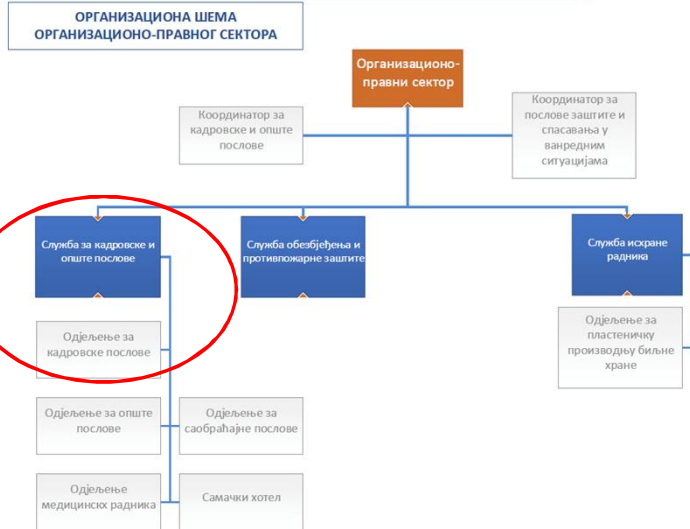 ОРГАНИЗАЦИОНА ШЕМА
ОРГАНИЗАЦИОНО-ПРАВНОГ СЕКТОРА
Организационо-
правни сектор
Координатор за
кадровске и опште
послове
Координатор за
послове заштите и
спасавања у
ванредним
ситуацијама
Служба за кадровске и
опште послове
Служба обезбјеђења и
противпожарне заштите
Служба исхране
радника
Одјељење за
кадровске послове
Одјељење за
пластеничку
производњу биљне
хране
Одјељење за опште
послове
Одјељење за
саобраћајне послове
Одјељење
медицинсих радника
Самачки хотел